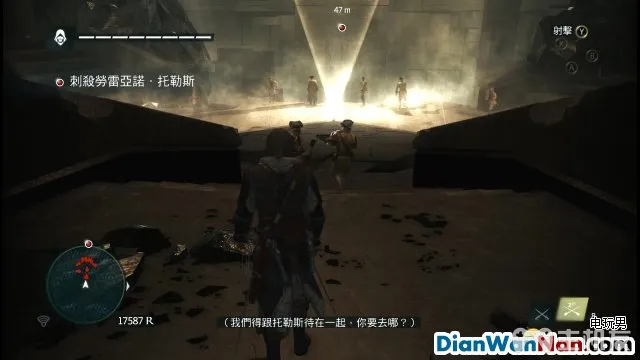 47 m
射擊 Y
B
A
刺殺勞雷亞諾·托勒斯
17587 R
（我們得跟托勒斯待在一起，你要去哪？）
电玩男
DianWanNan.com